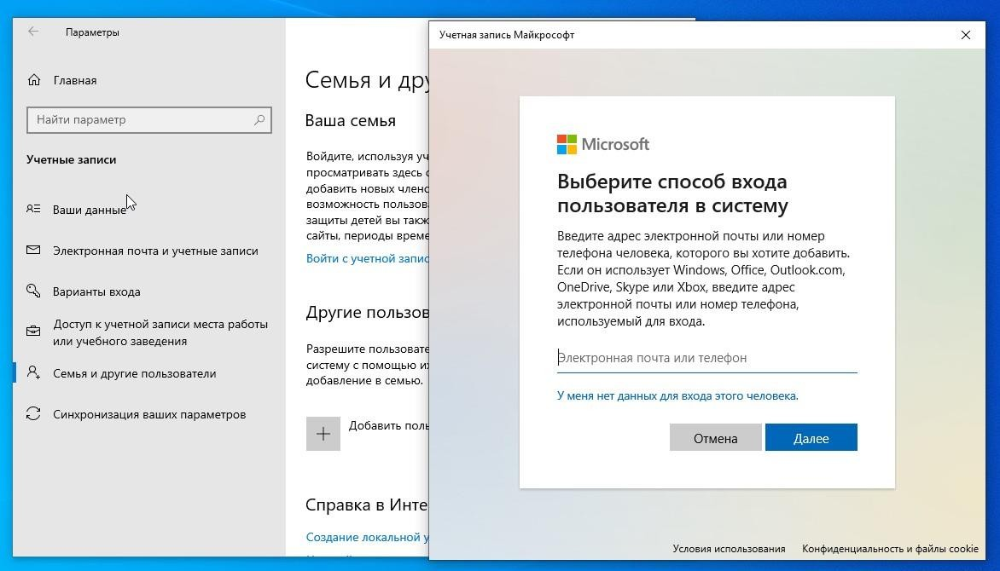 Параметры
Главная
Найти параметр
Учетные записи
Ваши данные
Электронная почта и учетные записи
Варианты входа
Доступ к учетной записи места работы
или учебного заведения
Семья и другие пользователи
Синхронизация ваших параметров
Семья и дру
Ваша семья
Войдите, используя уч
просматривать здесь
добавить новых члено
возможность пользова
защиты детей вы такж
сайты, периоды време
Войти с учетной запис
Другие пользов
Разрешите пользовате
систему с помощью их
добавление в семью.
Добавить поль
Справка в Инте
Создание локальной у
Учетная запись Майкрософт
Microsoft
Выберите способ входа
пользователя в систему
Введите адрес электронной почты или номер
телефона человека, которого вы хотите добавить.
Если он использует Windows, Office, Outlook.com,
OneDrive, Skype или Xbox, введите адрес
электронной почты или номер телефона,
используемый для входа.
Электронная почта или телефон
У меня нет данных для входа этого человека.
Отмена
Далее
Условия использования
Конфиденциальность и файлы cookie